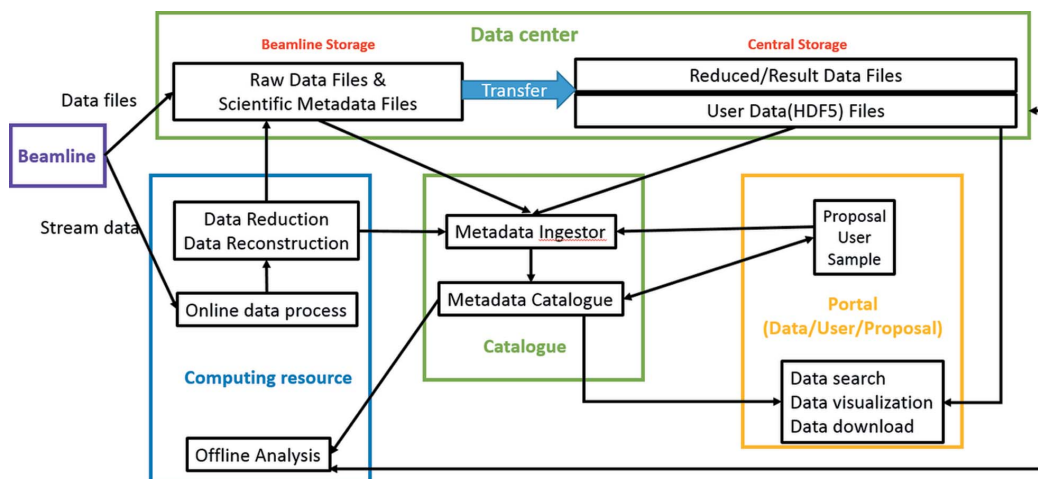 Data center
Beamline Storage
Central Storage
Raw Data Files &
Scientific Metadata Files
Transfer
Reduced/Result Data Files
User Data(HDF5) Files
Data files
Beamline
Stream data
Data Reduction
Data Reconstruction
Online data process
Computing resource
Offline Analysis
Metadata Ingestor
Metadata Catalogue
Catalogue
Proposal
User
Sample
Portal
(Data/User/Proposal)
Data search
Data visualization
Data download